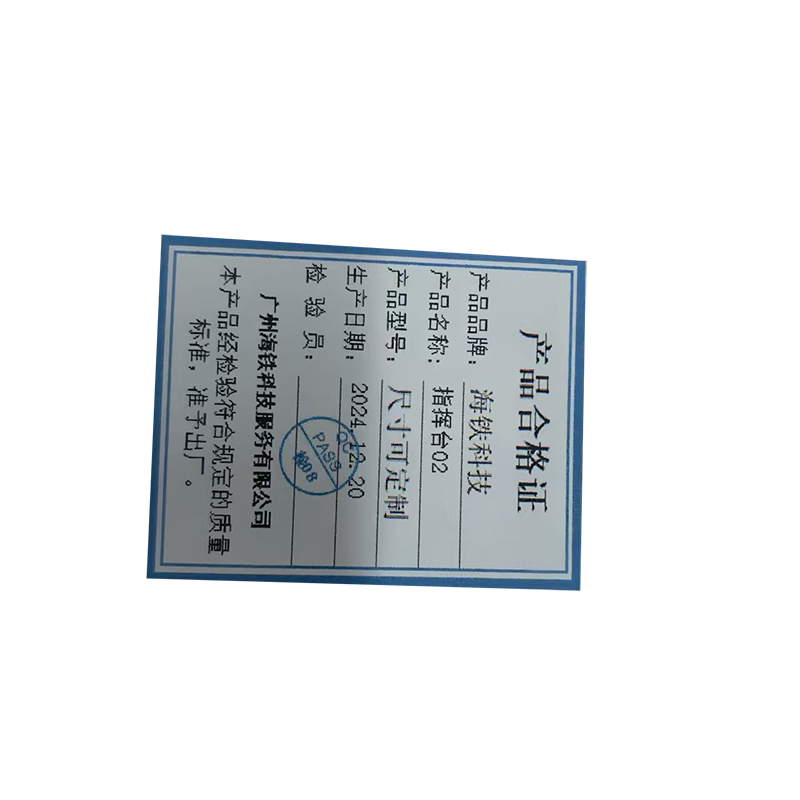 产品合格证
产品品牌：海铁科技
产品名称：指挥台02
产品型号：尺寸可定制
生产日期：2024.12.20
检 验 员：
QC
PASS
广州海铁科技服务有限公司
本产品经检验符合规定的质量
标准，准予出厂。